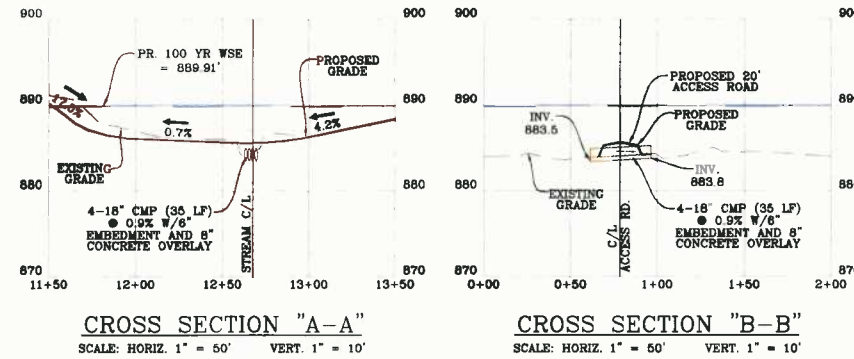 900
900
PR. 100 YR WSE
= 889.91'
PROPOSED
GRADE
890
890
0.7%
4.2%
EXISTING
GRADE
880
880
4-18" CMP (35 LF)
@ 0.9% W/6"
EMBEDMENT AND 8"
CONCRETE OVERLAY
STREAM C/L
870
870
11+50
12+00
12+50
13+00
13+50
CROSS SECTION "A-A"
SCALE: HORIZ. 1" = 50' VERT. 1" = 10'
900
900
PROPOSED 20'
ACCESS ROAD
890
890
INV.
883.5
PROPOSED
GRADE
INV.
883.8
880
880
EXISTING
GRADE
4-18" CMP (35 LF)
@ 0.9% W/6"
EMBEDMENT AND 8"
CONCRETE OVERLAY
C/L
ACCESS RD.
870
870
0+00
0+50
1+00
1+50
2+00
CROSS SECTION "B-B"
SCALE: HORIZ. 1" = 50' VERT. 1" = 10'